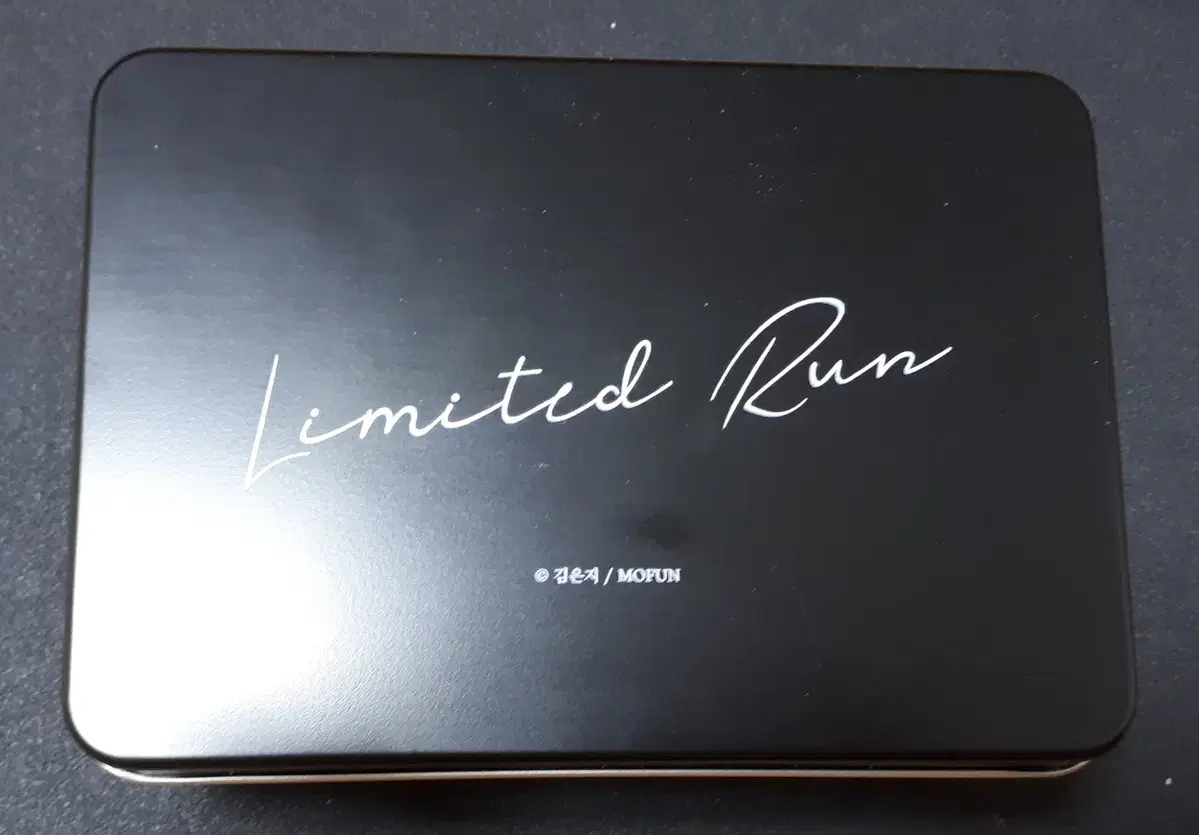 Limited Run
© 김은지 / MOFUN